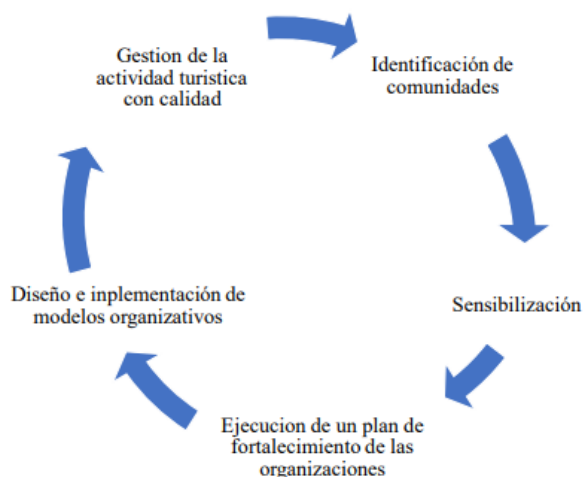 Gestion de la
actividad turistica
con calidad
Identificación de
comunidades
Sensibilización
Ejecucion de un plan de
fortalecimiento de las
organizaciones
Diseño e inplementación de
modelos organizativos